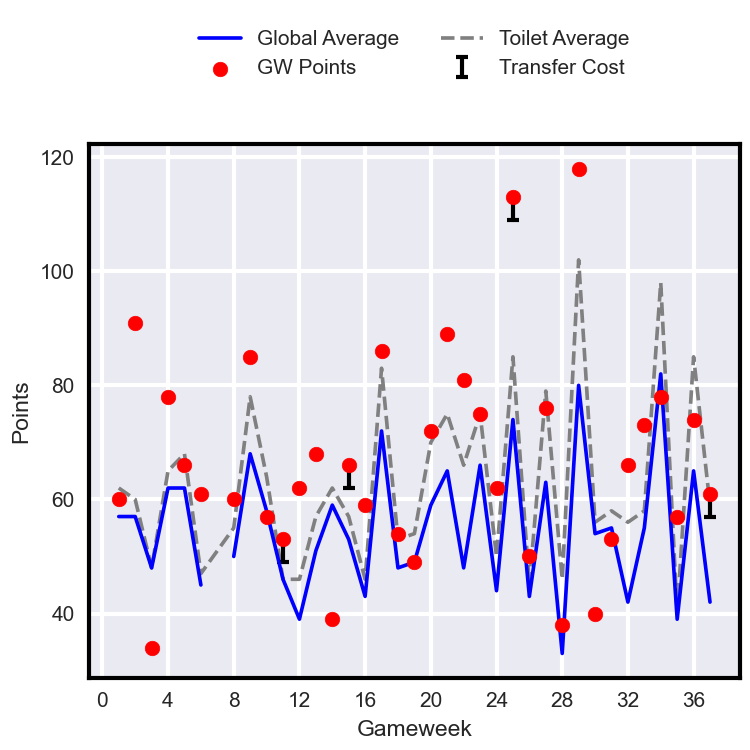 Global Average
Toilet Average
GW Points
Transfer Cost
120
100
80
60
40
Points
0 4 8 12 16 20 24 28 32 36
Gameweek